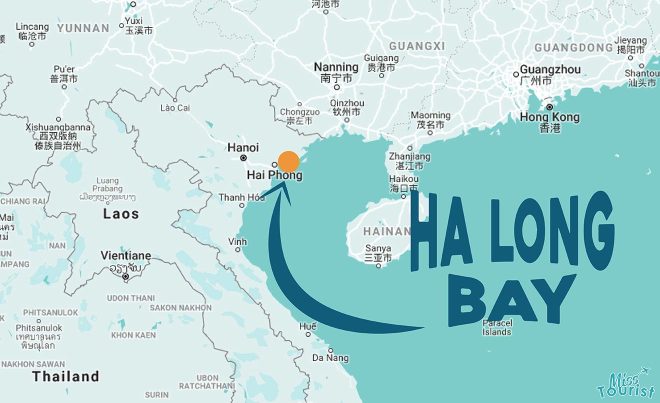 Lincang
临沧市
YUNNAN
Yuxi
玉溪市
河池市
GUANGXI
Jieyang
揭阳市
GUANGDONG
Guigang
贵港市
Nanning
南宁市
Guangzhou
广州市
Shantou
汕头市
Pu'er
普洱市
Chongzuo
崇左市
Qinzhou
钦州市
Lào Cai
Maoming
茂名市
Hong Kong
香港
Xishuangbanna
西双版纳
傣族自治州
Hanoi
Zhanjiang
湛江市
Hai Phong
Haikou
海口市
Luang
Prabang
Thanh Hóa
CHIANG RAI
Mai
ใหม่
Laos
NAN
HAINAN
HA LONG
BAY
Sanya
三亚市
Vinh
Vientiane
ວຽງຈັນ
UDON THANI
SAKON NAKHON
PHITSANULOK
Phitsanulok
เทศบาลนคร
พิษณุโลก
KHON KAEN
Huế
Da Nang
Paracel
Islands
NAKHON SAWAN
Thailand
UBON
RATCHATHANI
SURIN
Miss
Tourist